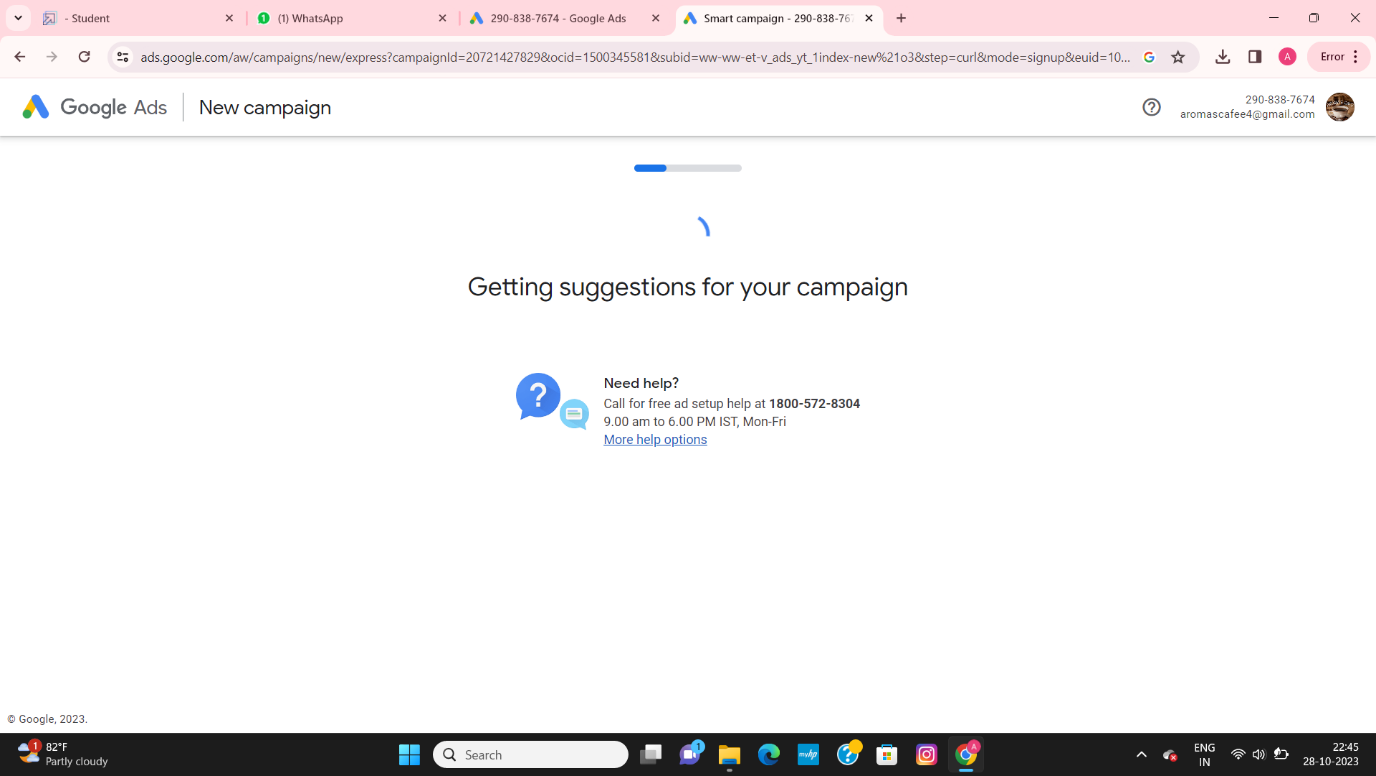 - Student
(1) WhatsApp
290-838-7674 - Google Ads
Smart campaign - 290-838-767
ads.google.com/aw/campaigns/new/express?campaignId=20721427829&ocid=1500345581&subid=ww-ww-et-v_ads_yt_1index-new%21o3&step=curl&mode=signup&euid=10...
A
Error
Google Ads
New campaign
290-838-7674
aromascafee4@gmail.com
Getting suggestions for your campaign
Need help?
Call for free ad setup help at 1800-572-8304
9.00 am to 6.00 PM IST, Mon-Fri
More help options
© Google, 2023.
1
82°F
Partly cloudy
Search
1
myhp
A
ENG
IN
22:45
28-10-2023